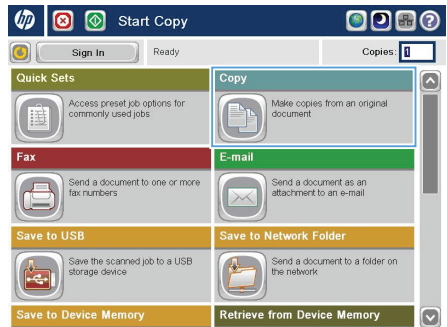 hp Start Copy ?
Sign In Ready Copies: 1
Quick Sets
Access preset job options for
commonly used jobs
Copy
Make copies from an original
document
Fax
Send a document to one or more
fax numbers
E-mail
Send a document as an
attachment to an e-mail
Save to USB
Save the scanned job to a USB
storage device
Save to Network Folder
Send a document to a folder on
the network
Save to Device Memory
Retrieve from Device Memory